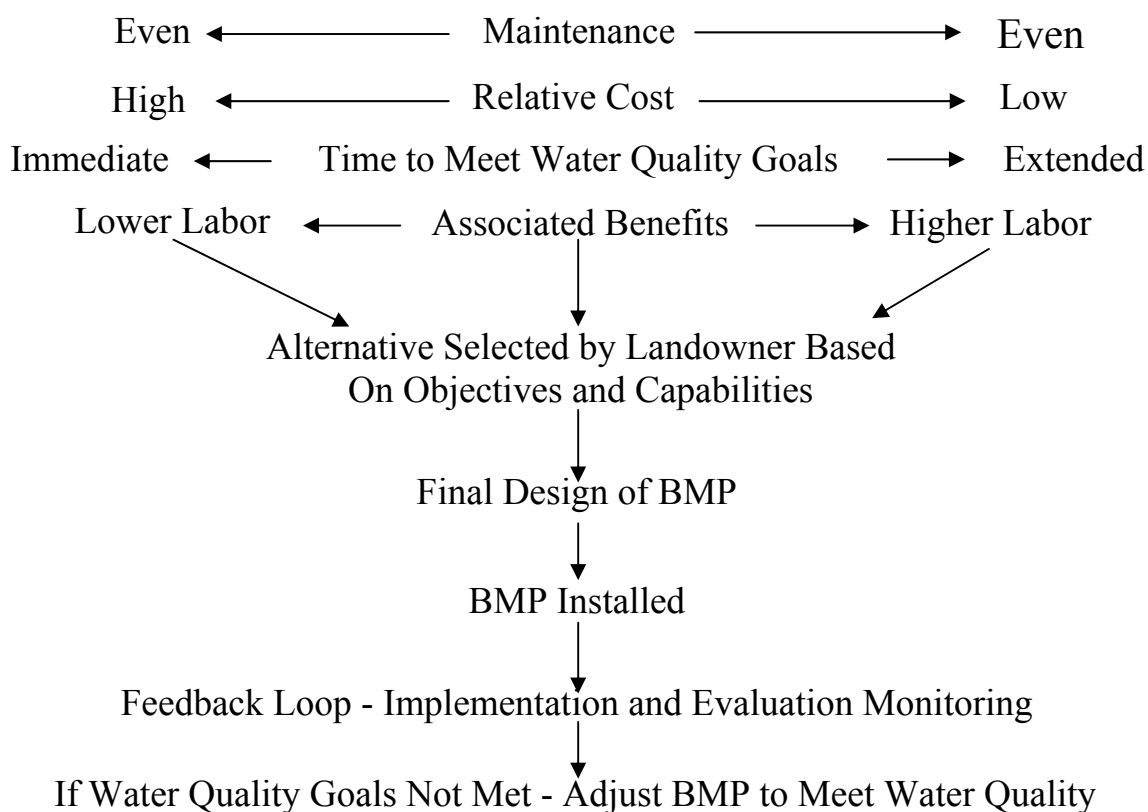 Even Maintenance Even
High Relative Cost Low
Immediate Time to Meet Water Quality Goals Extended
Lower Labor Associated Benefits Higher Labor
Alternative Selected by Landowner Based
On Objectives and Capabilities
Final Design of BMP
BMP Installed
Feedback Loop - Implementation and Evaluation Monitoring
If Water Quality Goals Not Met - Adjust BMP to Meet Water Quality